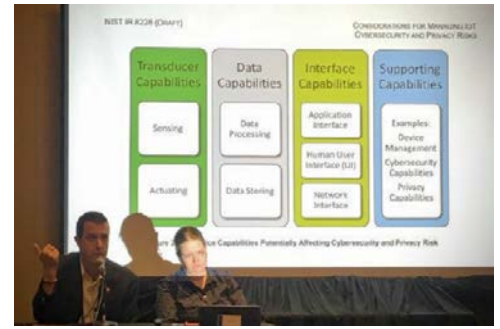 NIST IR 8228 (DRAFT)
CONSIDERATIONS FOR MANAGING IOT
CYBERSECURITY AND PRIVACY RISKS
Transducer
Capabilities
Sensing
Actuating
Data
Capabilities
Data
Processing
Data Storing
Interface
Capabilities
Application
Interface
Human User
Interface (UI)
Network
Interface
Supporting
Capabilities
Examples:
Device
Management
Cybersecurity
Capabilities
Privacy
Capabilities
Capabilities Potentially Affecting Cybersecurity and Privacy Risk